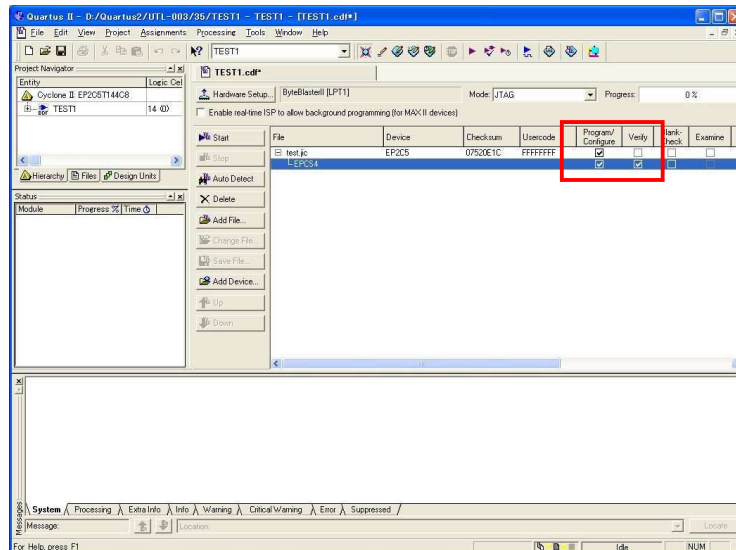 Quartus II - D:/Quartus2/UTL-003/35/TEST1 - TEST1 - [TEST1.cdf*]
File Edit View Project Assignments Processing Tools Window Help
TEST1
Project Navigator
Entity
Logic Cel
Cyclone II: EP2C5T144C8
TEST1
14 (0)
Hierarchy
Files
Design Units
Status
Module
Progress %
Time
TEST1.cdf*
Hardware Setup...
ByteBlasterII [LPT1]
Mode: JTAG
Progress:
0 %
Enable real-time ISP to allow background programming (for MAX II devices)
Start
Stop
Auto Detect
Delete
Add File...
Change File...
Save File...
Add Device...
Up
Down
File
Device
Checksum
Usercode
Program/
Configure
Verify
Blank-
Check
Examine
test.jic
EP2C5
07520E1C
FFFFFFFF
EPCS4
Messages
System
Processing
Extra Info
Info
Warning
Critical Warning
Error
Suppressed
Message:
Location:
Locate
For Help, press F1
Idle
NUM